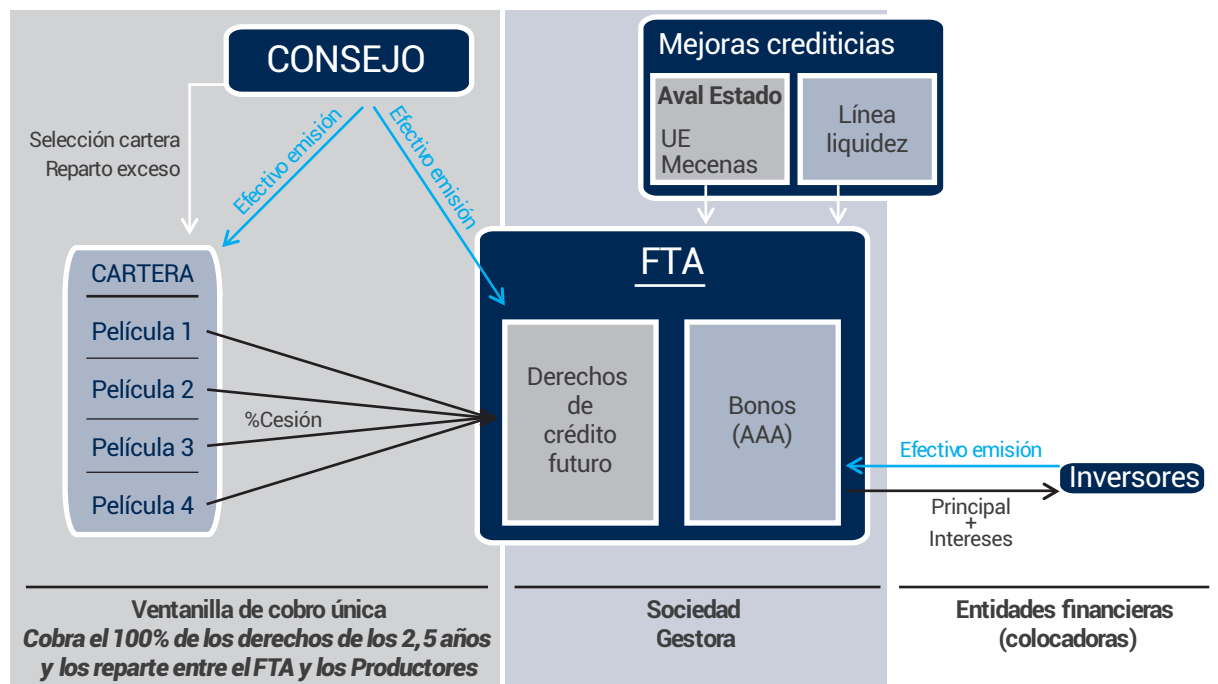 CONSEJO
Selección cartera
Reparto exceso
Efectivo emisión
Efectivo emisión
Mejoras crediticias
Aval Estado
UE
Mecenas
Línea
liquidez
CARTERA
Película 1
Película 2
Película 3
Película 4
%Cesión
FTA
Derechos
de
crédito
futuro
Bonos
(AAA)
Efectivo emisión
Inversores
Principal
+
Intereses
Ventanilla de cobro única
Cobra el 100% de los derechos de los 2,5 años
y los reparte entre el FTA y los Productores
Sociedad
Gestora
Entidades financieras
(colocadoras)